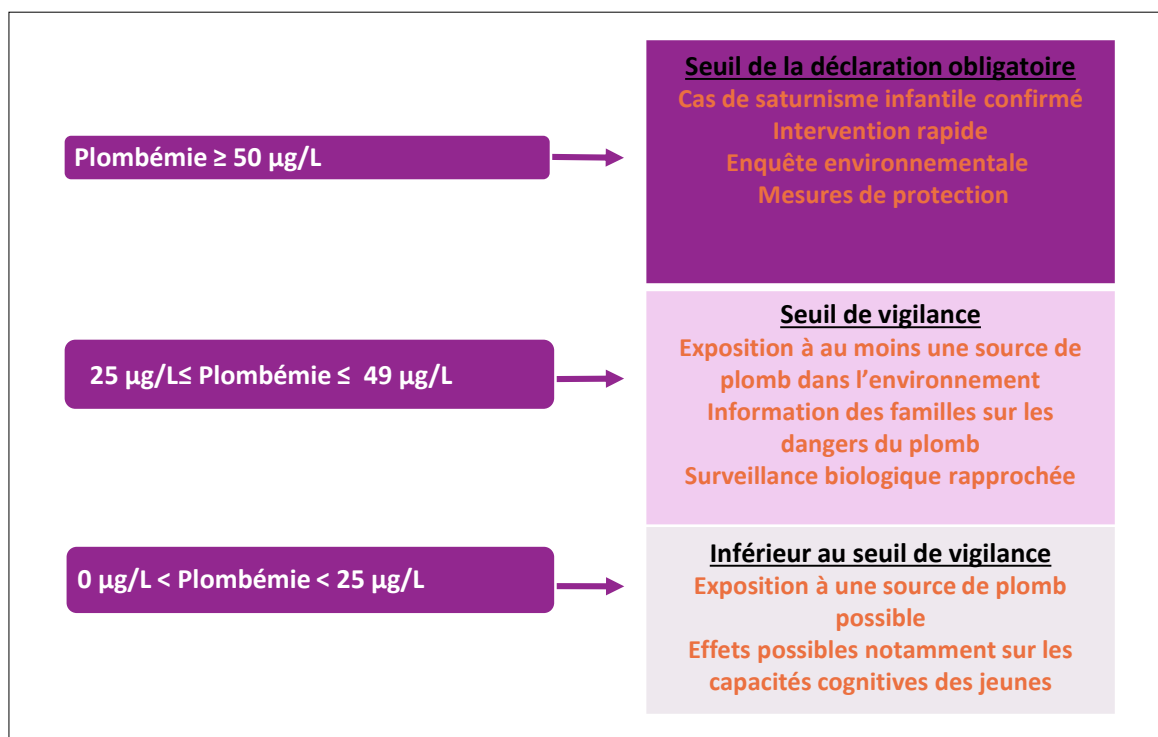 Plombémie ≥ 50 µg/L
Seuil de la déclaration obligatoire
Cas de saturnisme infantile confirmé
Intervention rapide
Enquête environnementale
Mesures de protection
25 µg/L≤ Plombémie ≤ 49 µg/L
Seuil de vigilance
Exposition à au moins une source de
plomb dans l’environnement
Information des familles sur les
dangers du plomb
Surveillance biologique rapprochée
0 µg/L < Plombémie < 25 µg/L
Inférieur au seuil de vigilance
Exposition à une source de plomb
possible
Effets possibles notamment sur les
capacités cognitives des jeunes